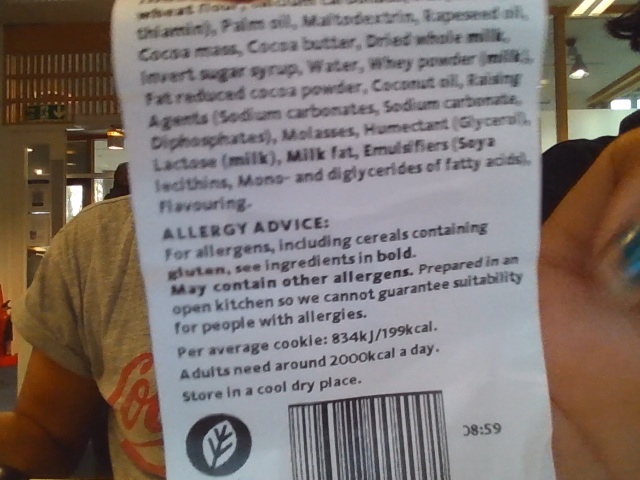 thiamin), Palm oil, Maltodextrin, Rapeseed oil,
Cocoa mass, Cocoa butter, Dried whole milk,
Invert sugar syrup, Water, Whey powder (milk),
Fat reduced cocoa powder, Coconut oil, Raising
Agents (Sodium carbonates, Sodium carbonate,
Diphosphates), Molasses, Humectant (Glycerol),
Lactose (milk), Milk fat, Emulsifiers (Soya
lecithins, Mono- and diglycerides of fatty acids),
Flavouring.
ALLERGY ADVICE:
For allergens, including cereals containing
gluten, see ingredients in bold.
May contain other allergens. Prepared in an
open kitchen so we cannot guarantee suitability
for people with allergies.
Per average cookie: 834kJ/199kcal.
Adults need around 2000kcal a day.
Store in a cool dry place.
08:59